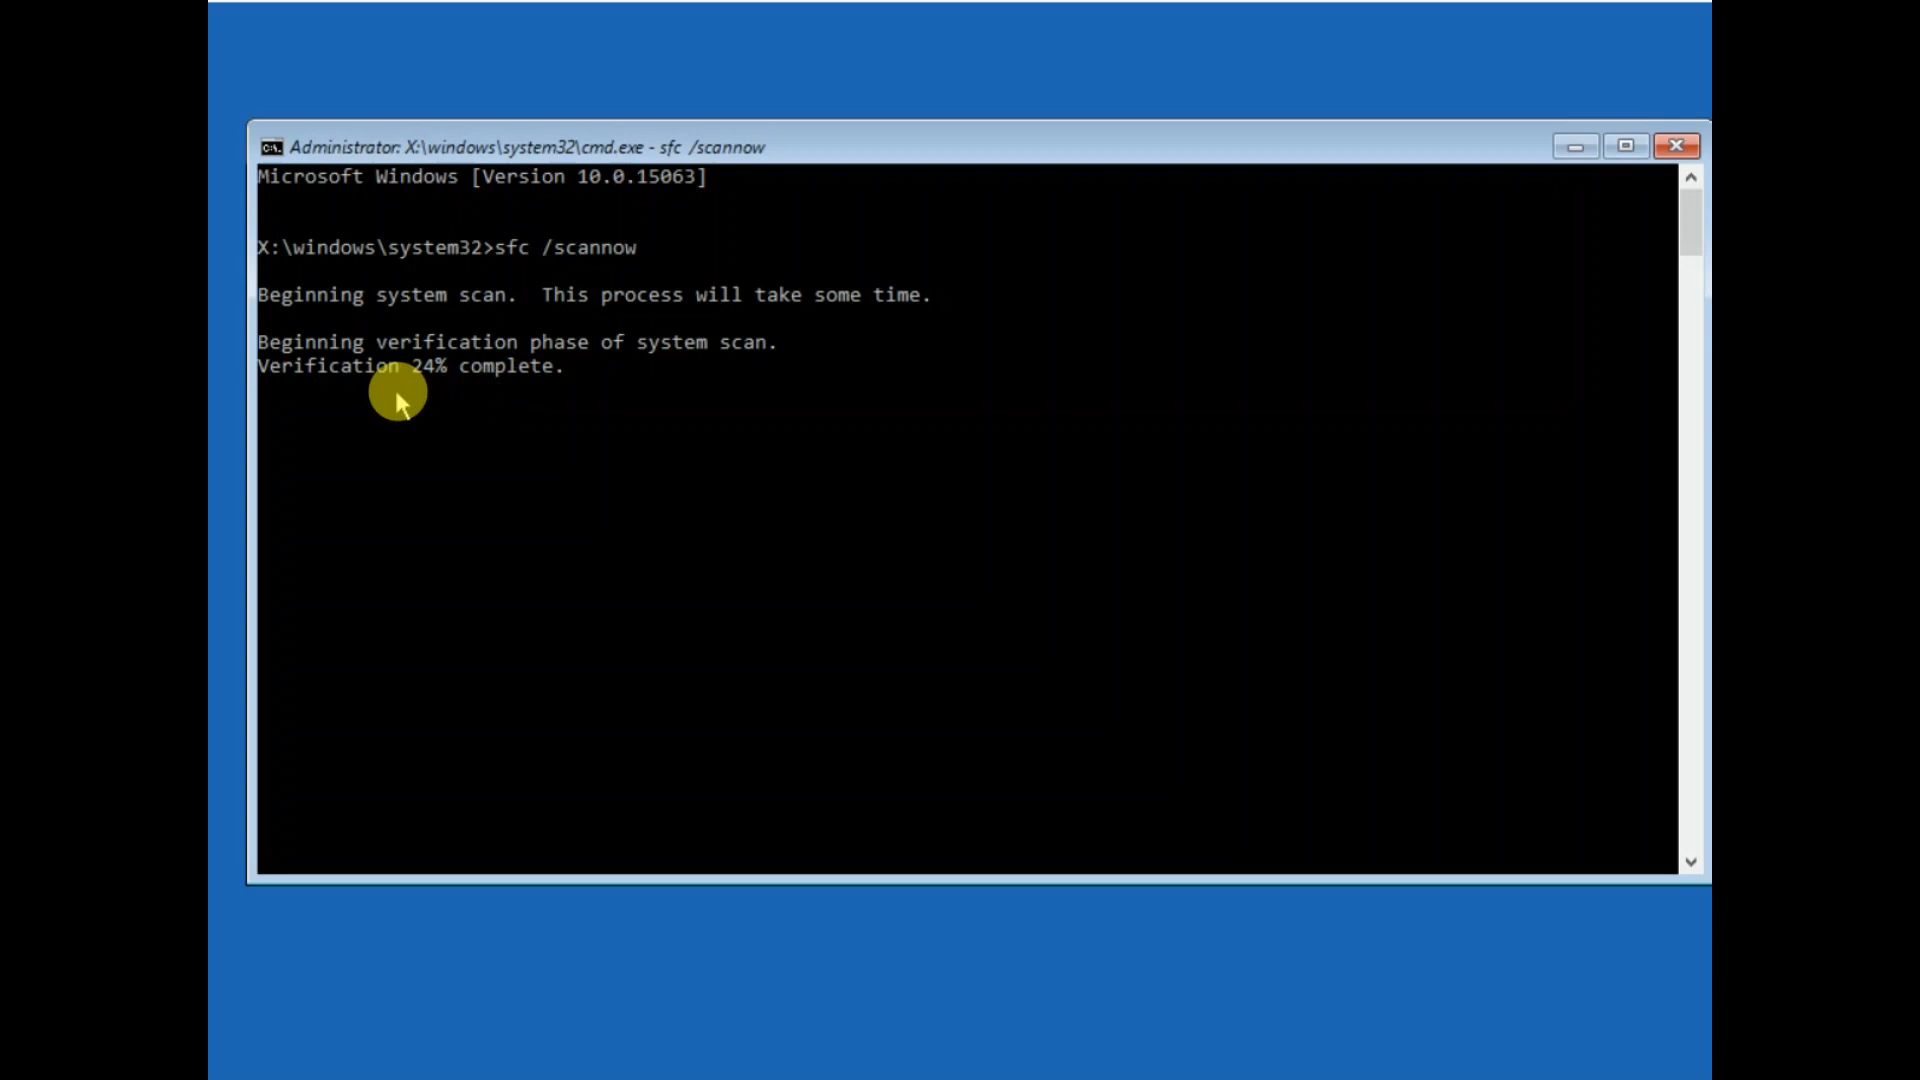 Administrator: X:\windows\system32\cmd.exe - sfc /scannow
Microsoft Windows [Version 10.0.15063]
X:\windows\system32>sfc /scannow
Beginning system scan.  This process will take some time.
Beginning verification phase of system scan.
Verification 24% complete.